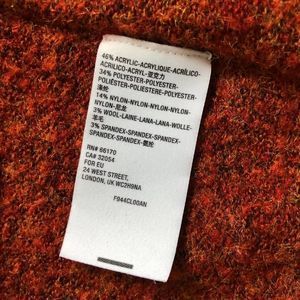 46% ACRYLIC-ACRYLIQUE-ACRÍLICO-
ACRILICO-ACRYL-亚克力
34% POLYESTER-POLYESTER-
POLIÉSTER-POLIESTERE-POLYESTER-
涤纶
14% NYLON-NYLON-NYLON-NYLON-
NYLON-尼龙
3% WOOL-LAINE-LANA-LANA-WOLLE-
羊毛
3% SPANDEX-SPANDEX-SPANDEX-
SPANDEX-SPANDEX-氨纶
RN# 66170
CA# 32054
FOR EU
24 WEST STREET,
LONDON, UK WC2H9NA
F044CL00AN